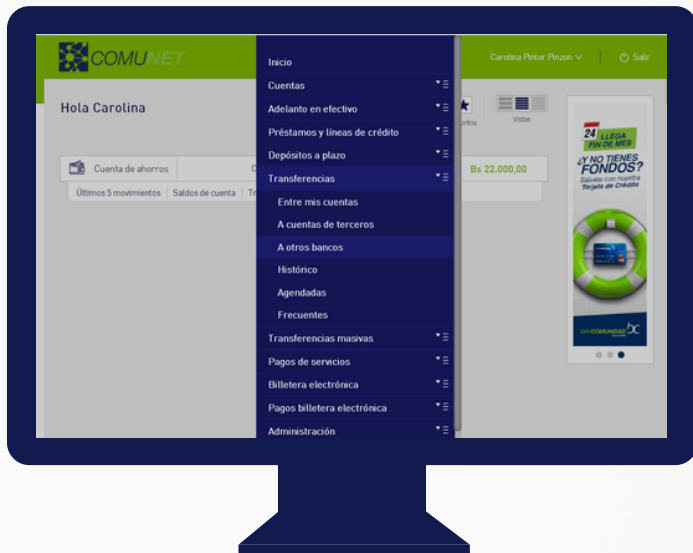 COMUNET
Carolina Pintor Pinzon
Salir
Hola Carolina
Vistas
Cuenta de ahorros
Bs 22.000,00
Últimos 5 movimientos
Saldos de cuenta
Inicio
Cuentas
Adelanto en efectivo
Préstamos y líneas de crédito
Depósitos a plazo
Transferencias
Entre mis cuentas
A cuentas de terceros
A otros bancos
Histórico
Agendadas
Frecuentes
Transferencias masivas
Pagos de servicios
Billetera electrónica
Pagos billetera electrónica
Administración
24 LLEGA
FIN DE MES
¿Y NO TIENES
FONDOS?
Sálvate con nuestra
Tarjeta de Crédito
BANCOMUNIDAD bc